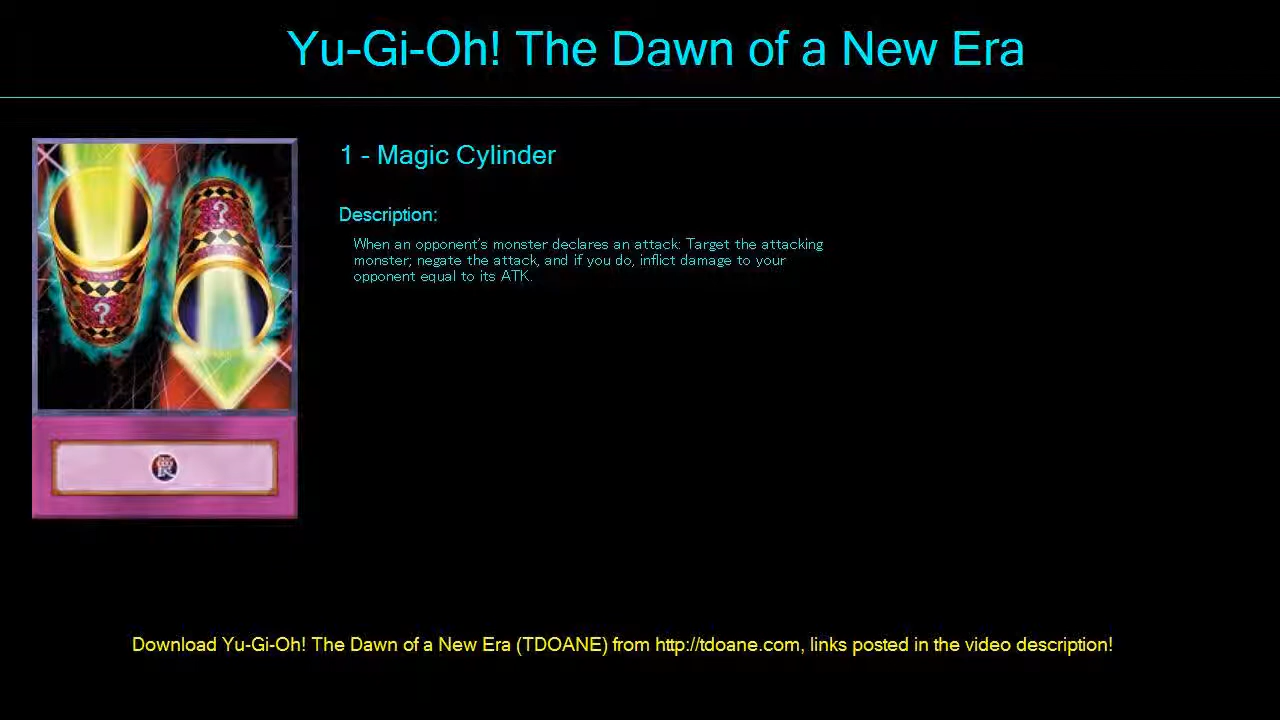 Yu-Gi-Oh! The Dawn of a New Era
1 - Magic Cylinder
Description:
When an opponent's monster declares an attack: Target the attacking
monster; negate the attack, and if you do, inflict damage to your
opponent equal to its ATK.
?
?
Download Yu-Gi-Oh! The Dawn of a New Era (TDOANE) from http://tdoane.com, links posted in the video description!